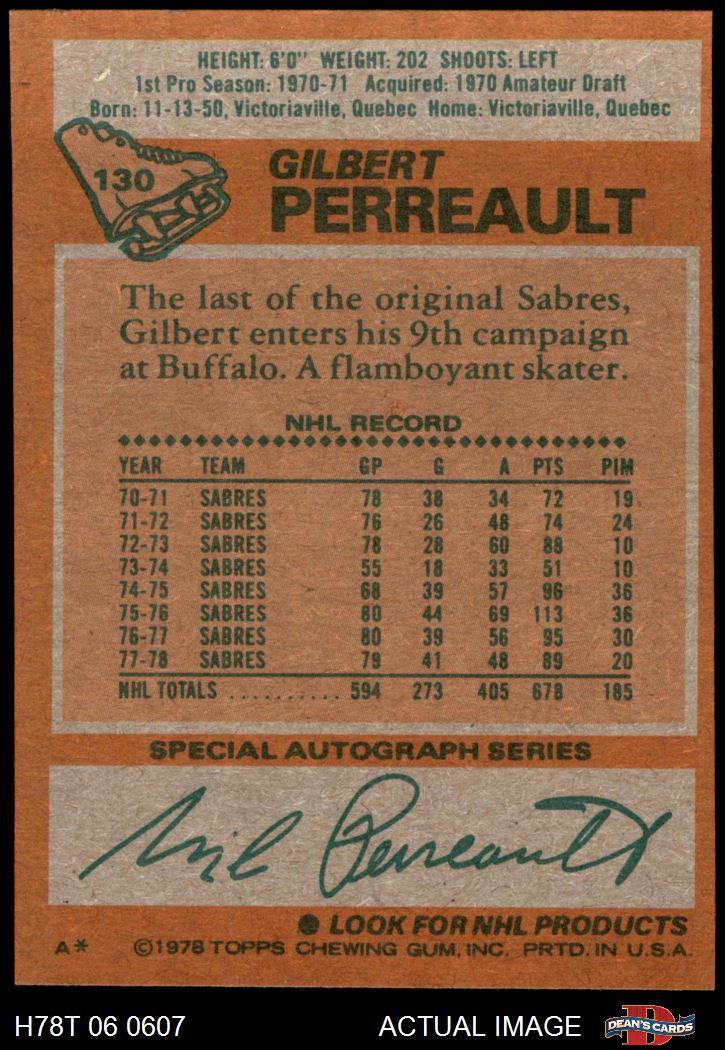 HEIGHT: 6'0" WEIGHT: 202 SHOOTS: LEFT
1st Pro Season: 1970-71 Acquired: 1970 Amateur Draft
Born: 11-13-50, Victoriaville, Quebec Home: Victoriaville, Quebec
130
GILBERT
PERREAULT
The last of the original Sabres,
Gilbert enters his 9th campaign
at Buffalo. A flamboyant skater.
NHL RECORD
YEAR TEAM GP G A PTS PIM
70-71 SABRES 78 38 34 72 19
71-72 SABRES 76 26 48 74 24
72-73 SABRES 78 28 60 88 10
73-74 SABRES 55 18 33 51 10
74-75 SABRES 68 39 57 96 36
75-76 SABRES 80 44 69 113 36
76-77 SABRES 80 39 56 95 30
77-78 SABRES 79 41 48 89 20
NHL TOTALS .......... 594 273 405 678 185
SPECIAL AUTOGRAPH SERIES
Gil Perreault
● LOOK FOR NHL PRODUCTS
A* ©1978 TOPPS CHEWING GUM, INC. PRTD. IN U.S.A.
H78T 06 0607 ACTUAL IMAGE DEAN'S CARDS